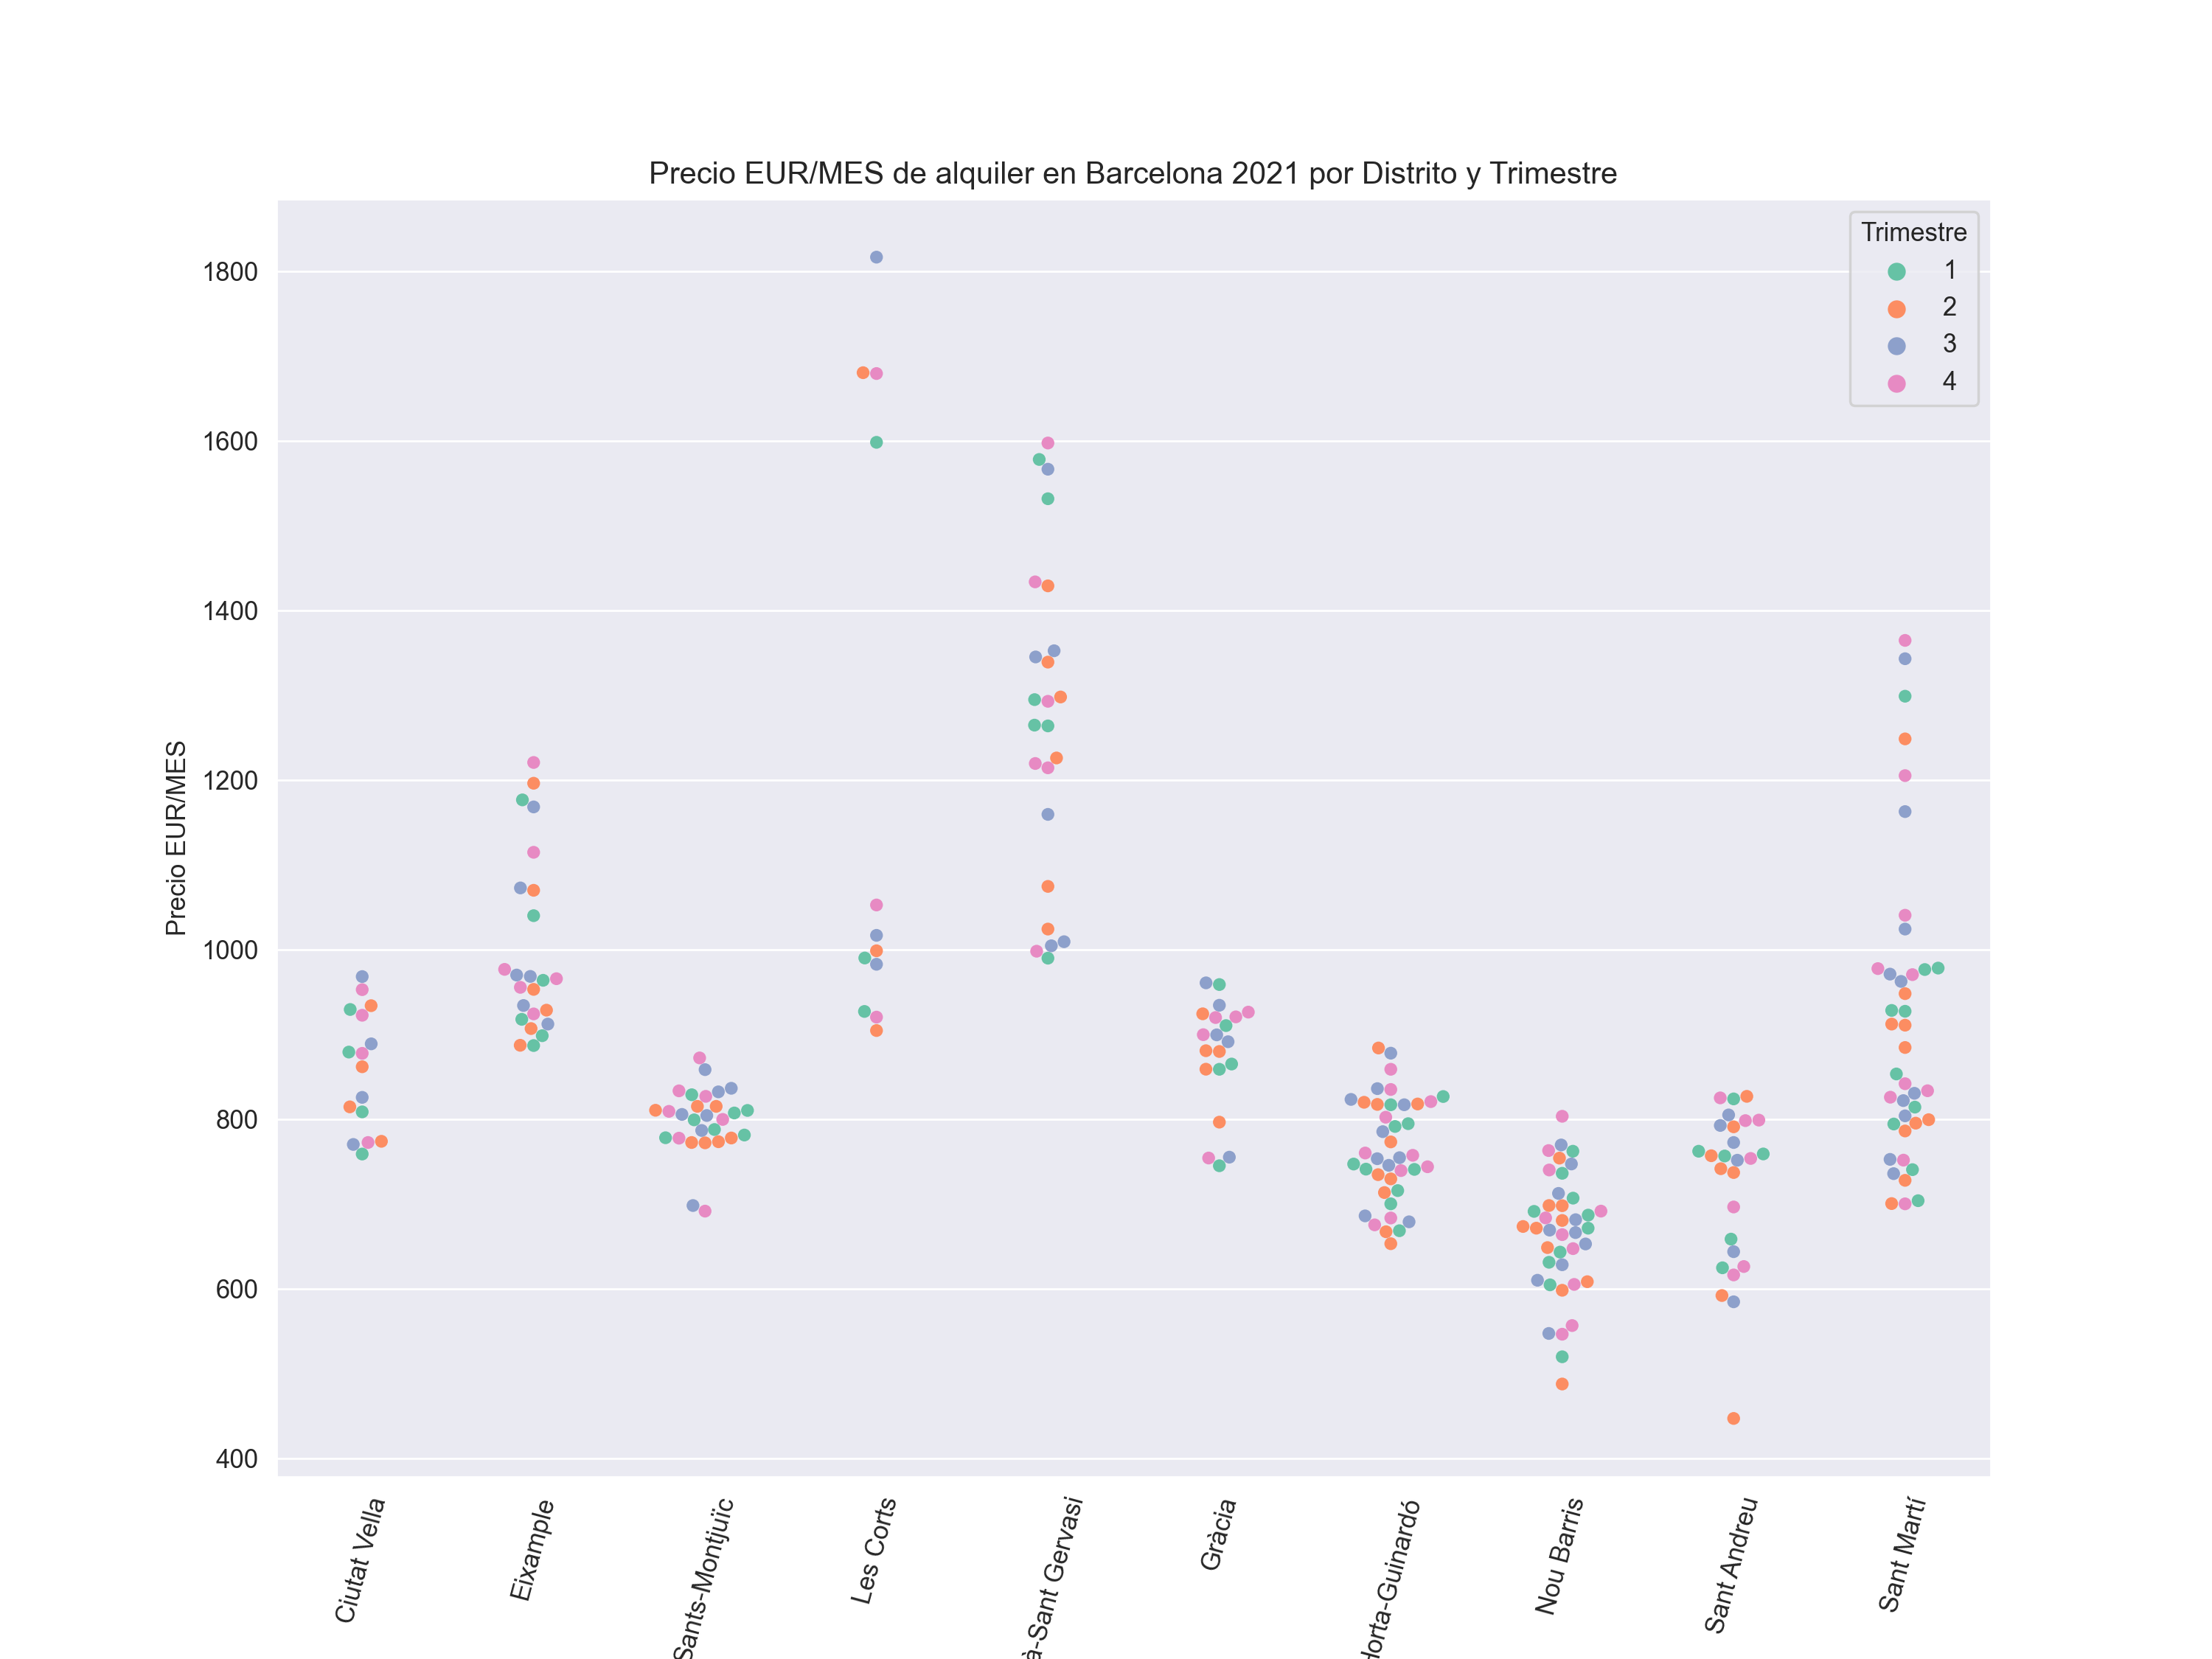 Precio EUR/MES de alquiler en Barcelona 2021 por Distrito y Trimestre
Trimestre
1
2
3
4
1800
1600
1400
1200
1000
800
600
400
Precio EUR/MES
Ciutat Vella
Eixample
Sants-Montjuïc
Les Corts
à-Sant Gervasi
Gràcia
Horta-Guinardó
Nou Barris
Sant Andreu
Sant Martí